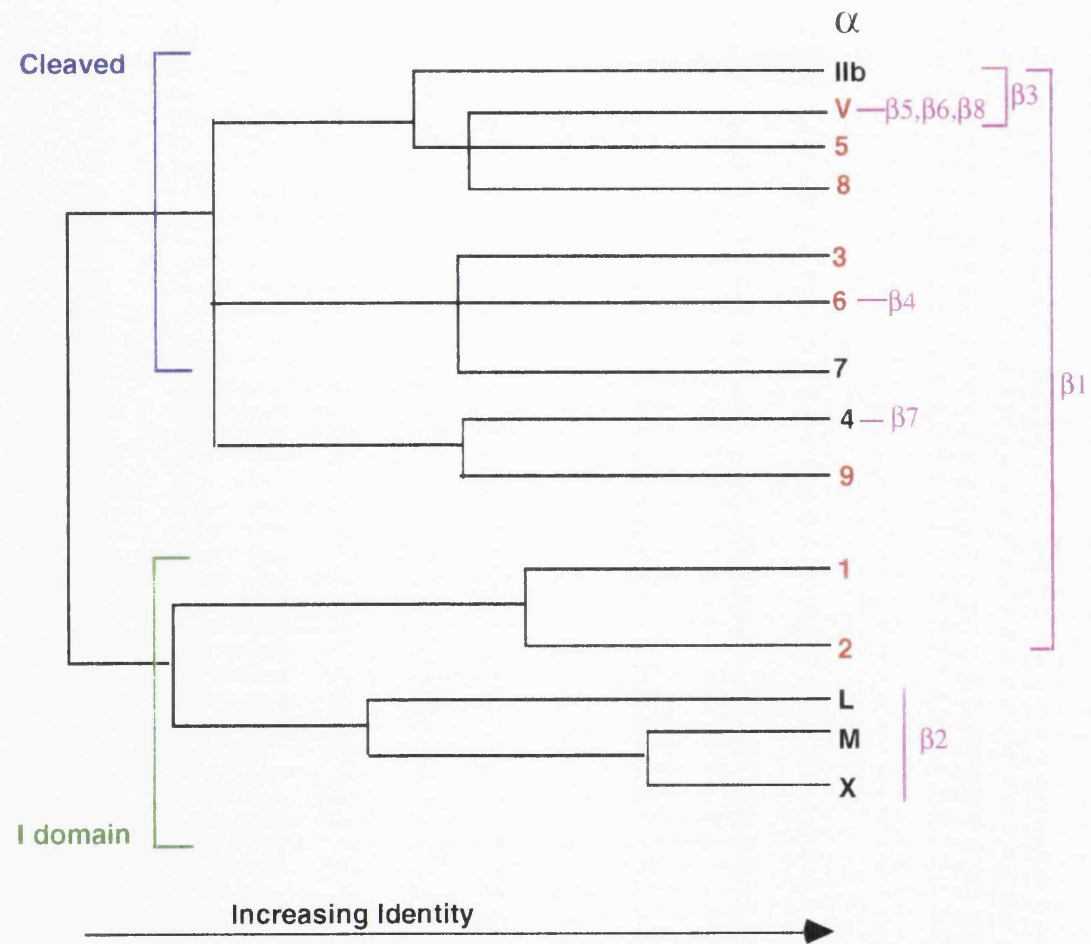 α
Cleaved
IIb
V β5,β6,β8 β3
5
8
3
6 β4
7
β1
4 β7
9
1
2
L
M β2
X
I domain
Increasing Identity